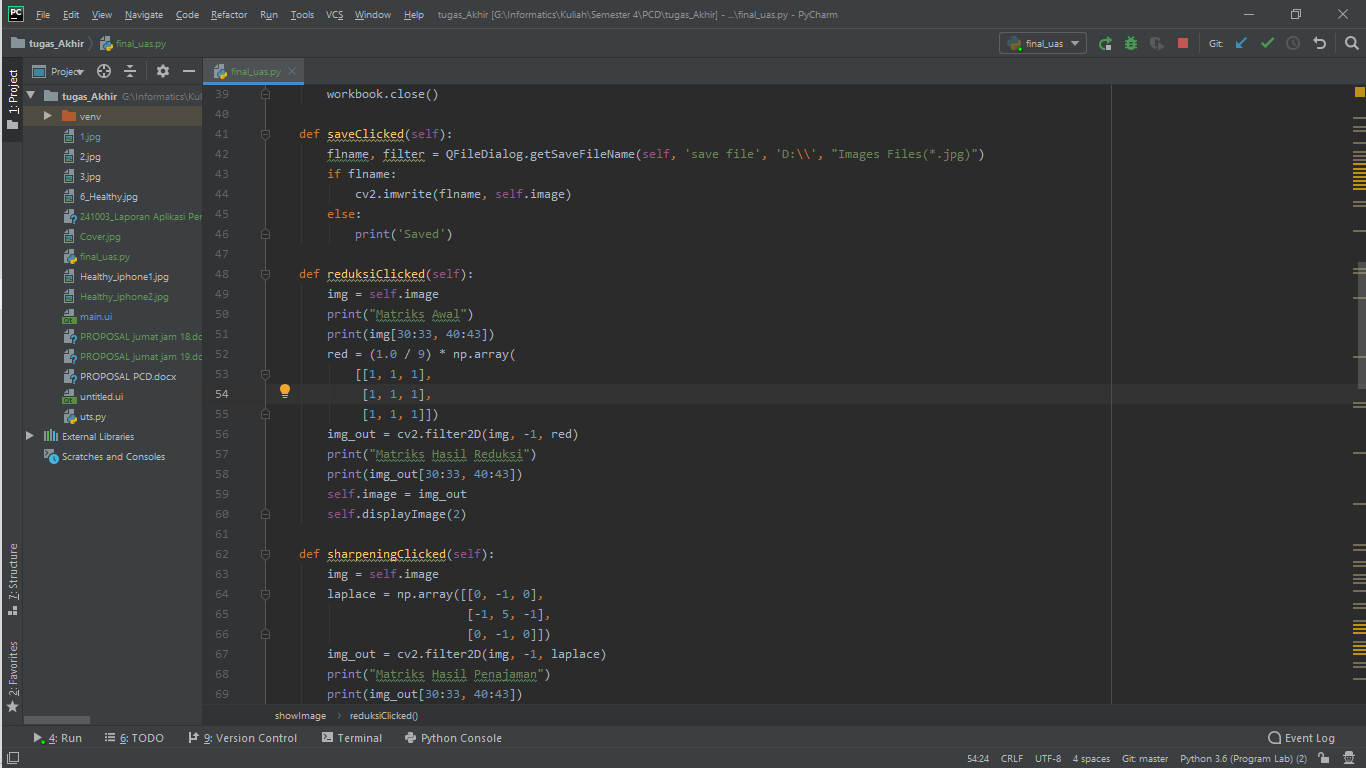 PC File Edit View Navigate Code Refactor Run Tools VCS Window Help tugas_Akhir [G:\Informatics\Kuliah\Semester 4\PCD\tugas_Akhir] - ...\final_uas.py - PyCharm
tugas_Akhir final_uas.py final_uas Git:
1: Project
Project
final_uas.py
tugas_Akhir G:\Informatics\Kul
venv
1.jpg
2.jpg
3.jpg
6_Healthy.jpg
241003_Laporan Aplikasi Per
Cover.jpg
final_uas.py
Healthy_iphone1.jpg
Healthy_iphone2.jpg
main.ui
PROPOSAL jumat jam 18.do
PROPOSAL jumat jam 19.do
PROPOSAL PCD.docx
untitled.ui
uts.py
External Libraries
Scratches and Consoles
7: Structure
2: Favorites
39 workbook.close()
40
41 def saveClicked(self):
42 flname, filter = QFileDialog.getSaveFileName(self, 'save file', 'D:\\', "Images Files(*.jpg)")
43 if flname:
44 cv2.imwrite(flname, self.image)
45 else:
46 print('Saved')
47
48 def reduksiClicked(self):
49 img = self.image
50 print("Matriks Awal")
51 print(img[30:33, 40:43])
52 red = (1.0 / 9) * np.array(
53 [[1, 1, 1],
54 [1, 1, 1],
55 [1, 1, 1]])
56 img_out = cv2.filter2D(img, -1, red)
57 print("Matriks Hasil Reduksi")
58 print(img_out[30:33, 40:43])
59 self.image = img_out
60 self.displayImage(2)
61
62 def sharpeningClicked(self):
63 img = self.image
64 laplace = np.array([[0, -1, 0],
65 [-1, 5, -1],
66 [0, -1, 0]])
67 img_out = cv2.filter2D(img, -1, laplace)
68 print("Matriks Hasil Penajaman")
69 print(img_out[30:33, 40:43])
showImage reduksiClicked()
4: Run 6: TODO 9: Version Control Terminal Python Console Event Log
54:24 CRLF UTF-8 4 spaces Git: master Python 3.6 (Program Lab) (2)